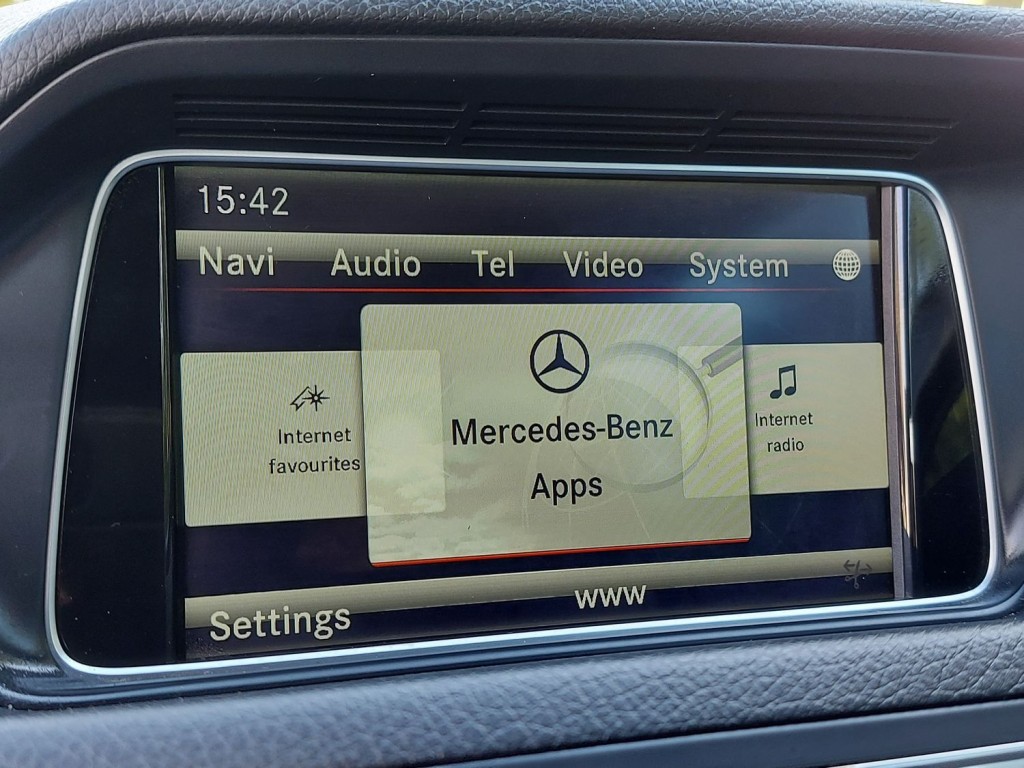 15:42
Navi Audio Tel Video System
Internet
favourites
Mercedes-Benz
Apps
Internet
radio
Settings www